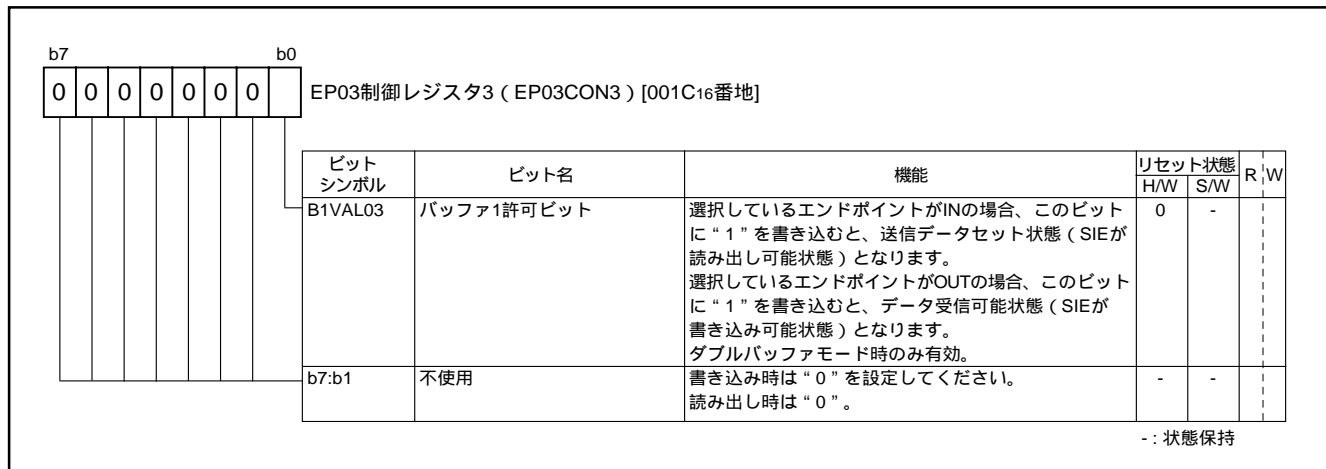 b7 b0
0 0 0 0 0 0 0
EP03制御レジスタ3（EP03CON3）[001C16番地]
ビット
シンボル
ビット名
機能
リセット状態
H/W S/W
R W
B1VAL03
バッファ1許可ビット
選択しているエンドポイントがINの場合、このビット
に“1”を書き込むと、送信データセット状態（SIEが
読み出し可能状態）となります。
選択しているエンドポイントがOUTの場合、このビット
に“1”を書き込むと、データ受信可能状態（SIEが
書き込み可能状態）となります。
ダブルバッファモード時のみ有効。
0 -
b7:b1
不使用
書き込み時は“0”を設定してください。
読み出し時は“0”。
- -
- : 状態保持